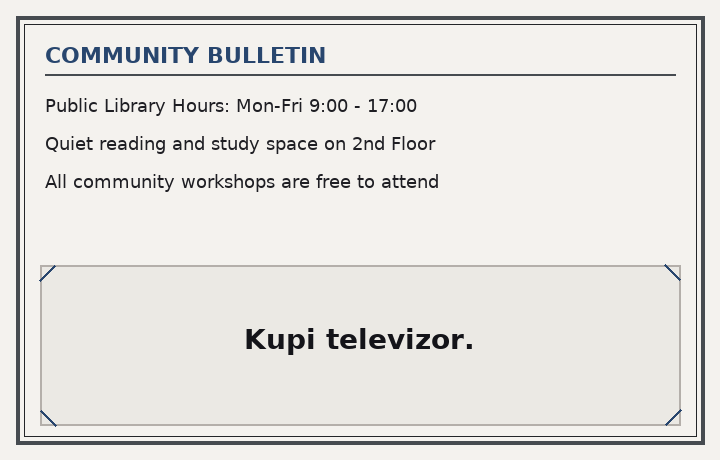 COMMUNITY BULLETIN
Public Library Hours: Mon-Fri 9:00 - 17:00
Quiet reading and study space on 2nd Floor
All community workshops are free to attend
Kupi televizor.